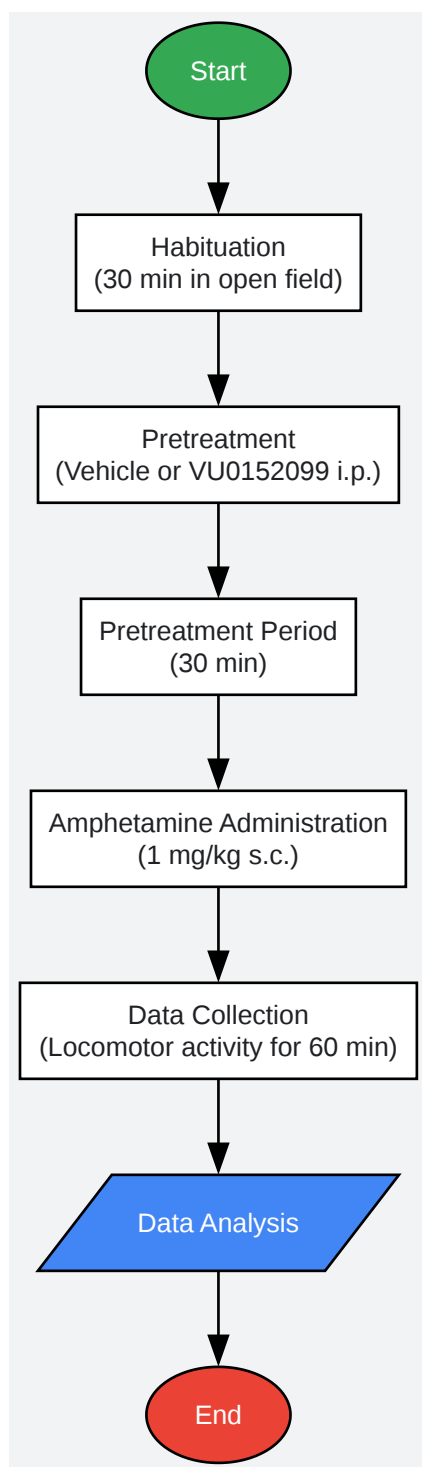 Start
Habituation
(30 min in open field)
Pretreatment
(Vehicle or VU0152099 i.p.)
Pretreatment Period
(30 min)
Amphetamine Administration
(1 mg/kg s.c.)
Data Collection
(Locomotor activity for 60 min)
Data Analysis
End